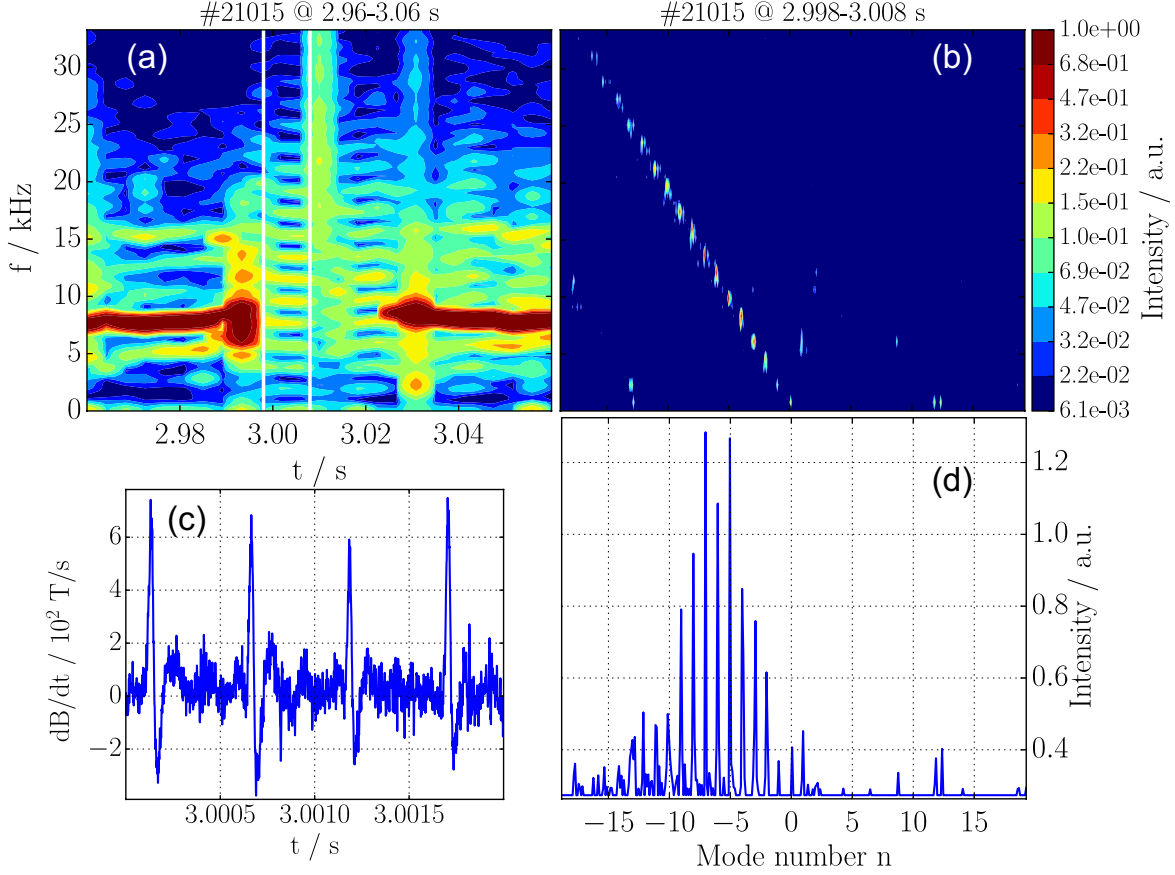 #21015 @ 2.96-3.06 s
#21015 @ 2.998-3.008 s
(a)
(b)
f / kHz
30
25
20
15
10
5
0
2.98
3.00
3.02
3.04
t / s
1.0e+00
6.8e-01
4.7e-01
3.2e-01
2.2e-01
1.5e-01
1.0e-01
6.9e-02
4.7e-02
3.2e-02
2.2e-02
6.1e-03
Intensity / a.u.
(c)
dB/dt / 10² T/s
6
4
2
0
−2
3.0005
3.0010
3.0015
t / s
(d)
1.2
1.0
0.8
0.6
0.4
Intensity / a.u.
−15
−10
−5
0
5
10
15
Mode number n